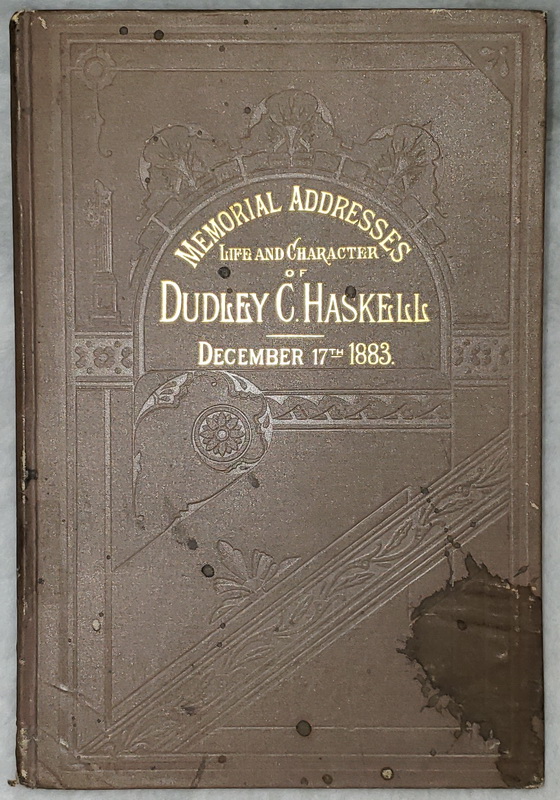 MEMORIAL ADDRESSES
LIFE AND CHARACTER
OF
DUDLEY C. HASKELL
DECEMBER 17TH 1883.